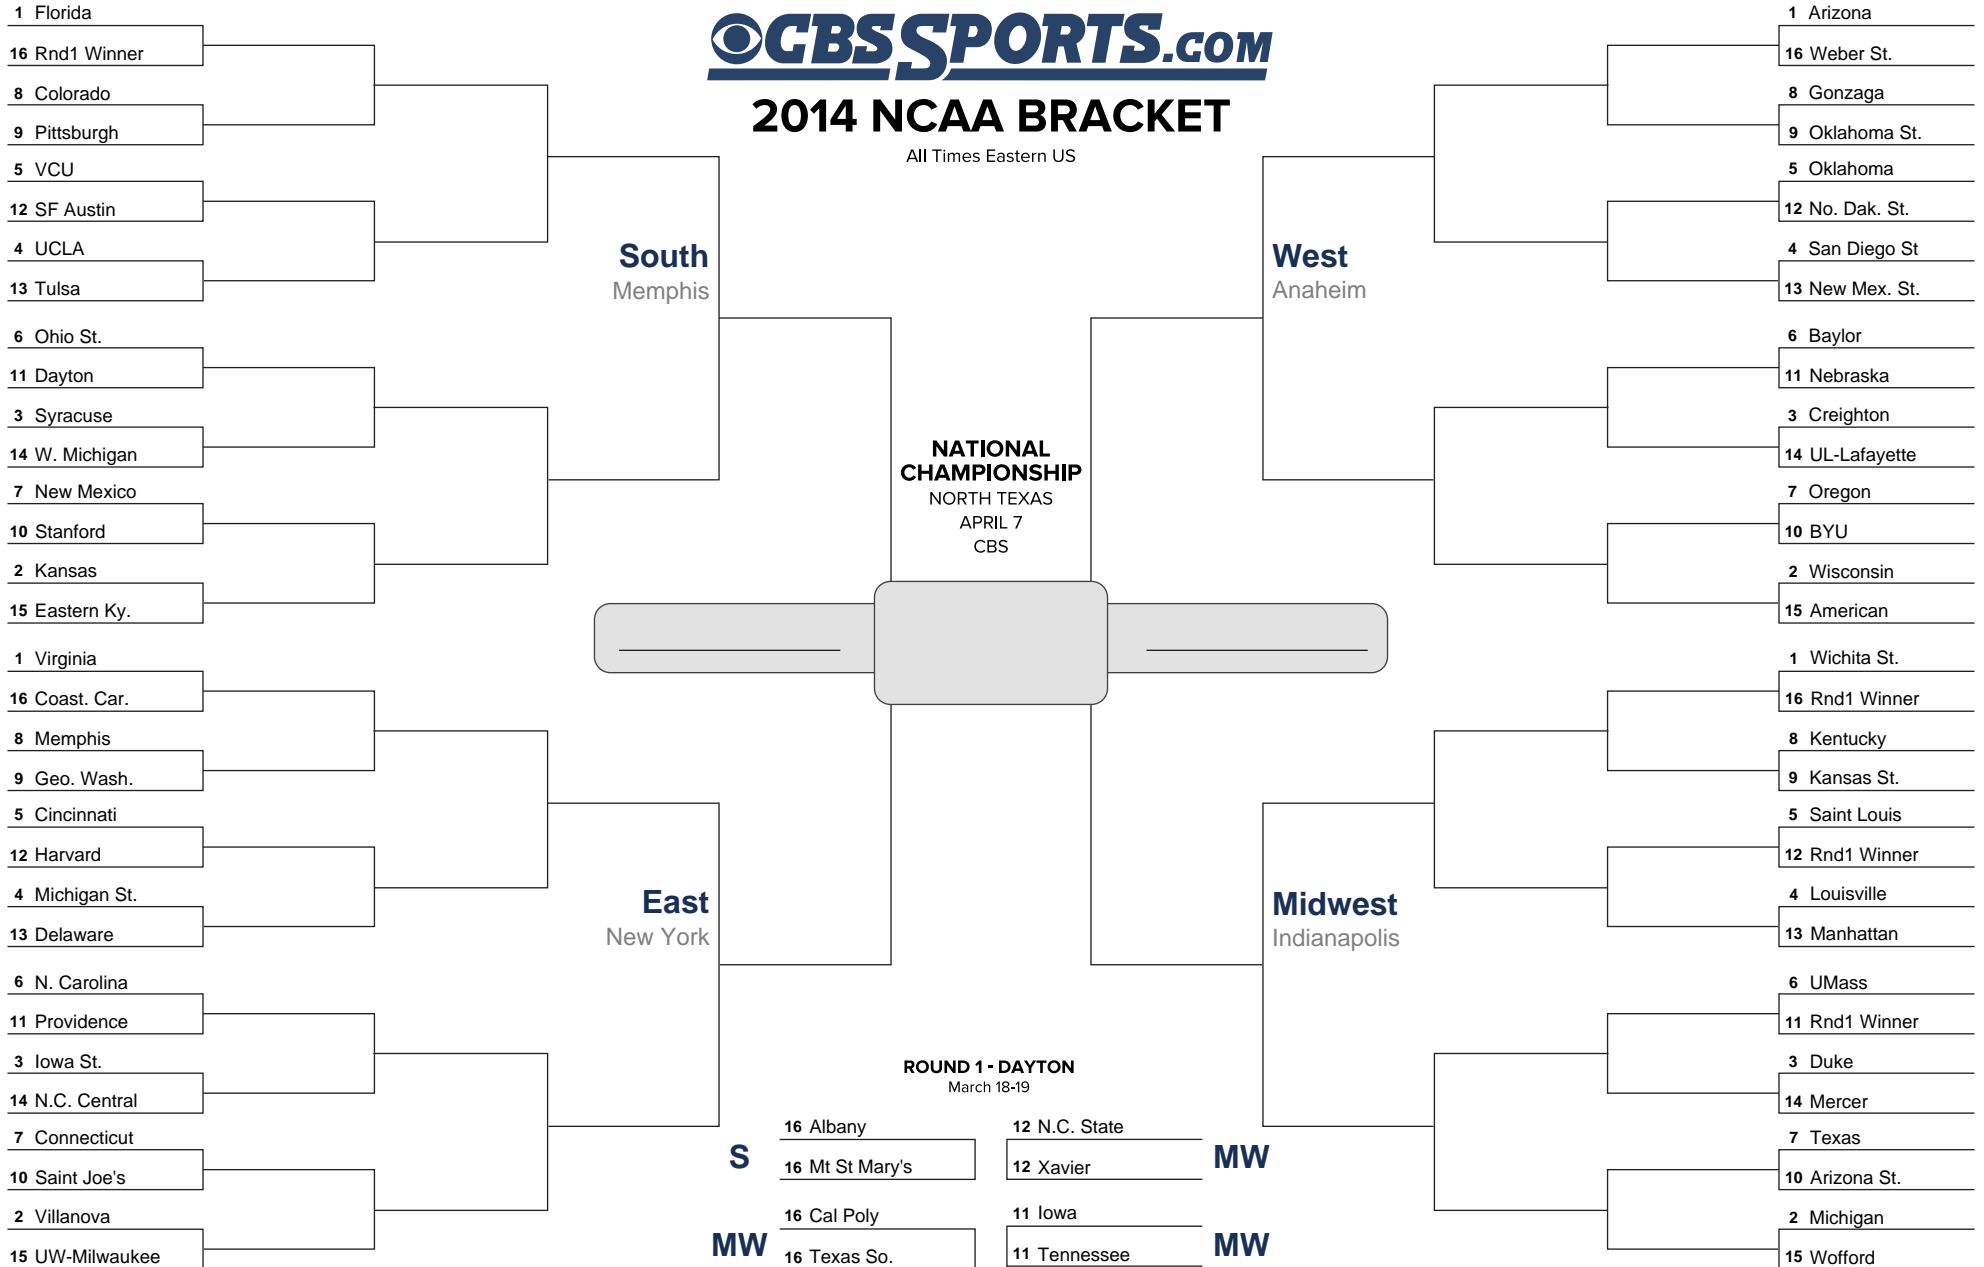 CBSSPORTS.COM
2014 NCAA BRACKET
All Times Eastern US
1 Florida
16 Rnd1 Winner
8 Colorado
9 Pittsburgh
5 VCU
12 SF Austin
4 UCLA
13 Tulsa
6 Ohio St.
11 Dayton
3 Syracuse
14 W. Michigan
7 New Mexico
10 Stanford
2 Kansas
15 Eastern Ky.
South
Memphis
1 Virginia
16 Coast. Car.
8 Memphis
9 Geo. Wash.
5 Cincinnati
12 Harvard
4 Michigan St.
13 Delaware
6 N. Carolina
11 Providence
3 Iowa St.
14 N.C. Central
7 Connecticut
10 Saint Joe's
2 Villanova
15 UW-Milwaukee
East
New York
NATIONAL
CHAMPIONSHIP
NORTH TEXAS
APRIL 7
CBS
1 Arizona
16 Weber St.
8 Gonzaga
9 Oklahoma St.
5 Oklahoma
12 No. Dak. St.
4 San Diego St
13 New Mex. St.
6 Baylor
11 Nebraska
3 Creighton
14 UL-Lafayette
7 Oregon
10 BYU
2 Wisconsin
15 American
West
Anaheim
1 Wichita St.
16 Rnd1 Winner
8 Kentucky
9 Kansas St.
5 Saint Louis
12 Rnd1 Winner
4 Louisville
13 Manhattan
6 UMass
11 Rnd1 Winner
3 Duke
14 Mercer
7 Texas
10 Arizona St.
2 Michigan
15 Wofford
Midwest
Indianapolis
ROUND 1 - DAYTON
March 18-19
S
16 Albany
16 Mt St Mary's
12 N.C. State
12 Xavier
MW
MW
16 Cal Poly
16 Texas So.
11 Iowa
11 Tennessee
MW